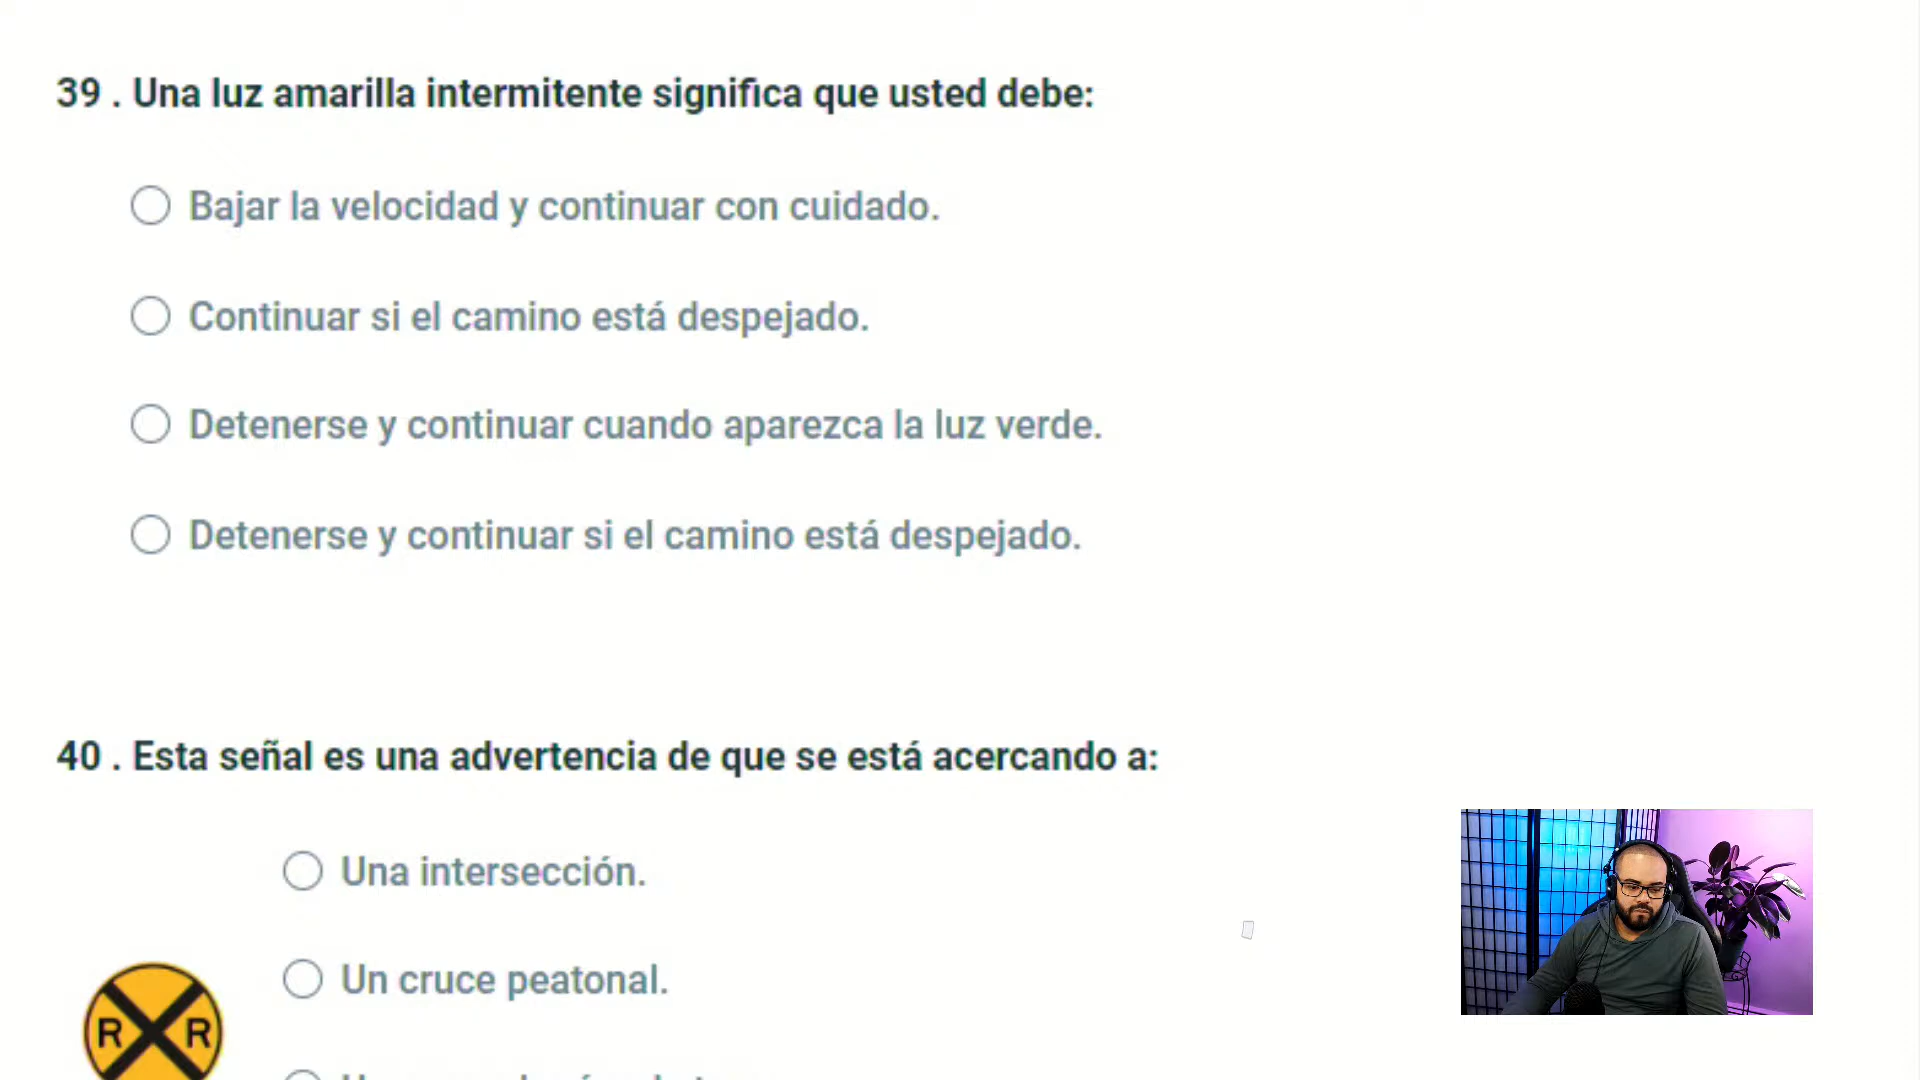 39 . Una luz amarilla intermitente significa que usted debe:
Bajar la velocidad y continuar con cuidado.
Continuar si el camino está despejado.
Detenerse y continuar cuando aparezca la luz verde.
Detenerse y continuar si el camino está despejado.
40 . Esta señal es una advertencia de que se está acercando a:
Una intersección.
Un cruce peatonal.
R R